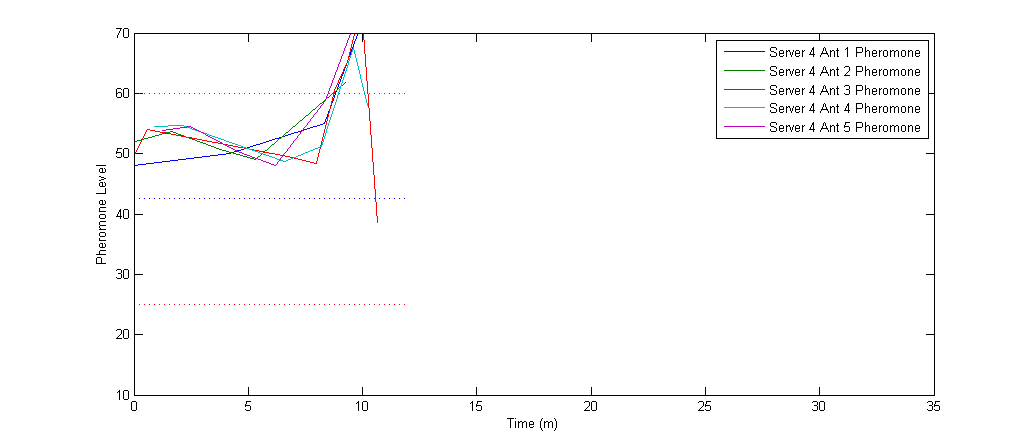 70
60
50
40
30
20
10
Pheromone Level
0 5 10 15 20 25 30 35
Time (m)
Server 4 Ant 1 Pheromone
Server 4 Ant 2 Pheromone
Server 4 Ant 3 Pheromone
Server 4 Ant 4 Pheromone
Server 4 Ant 5 Pheromone